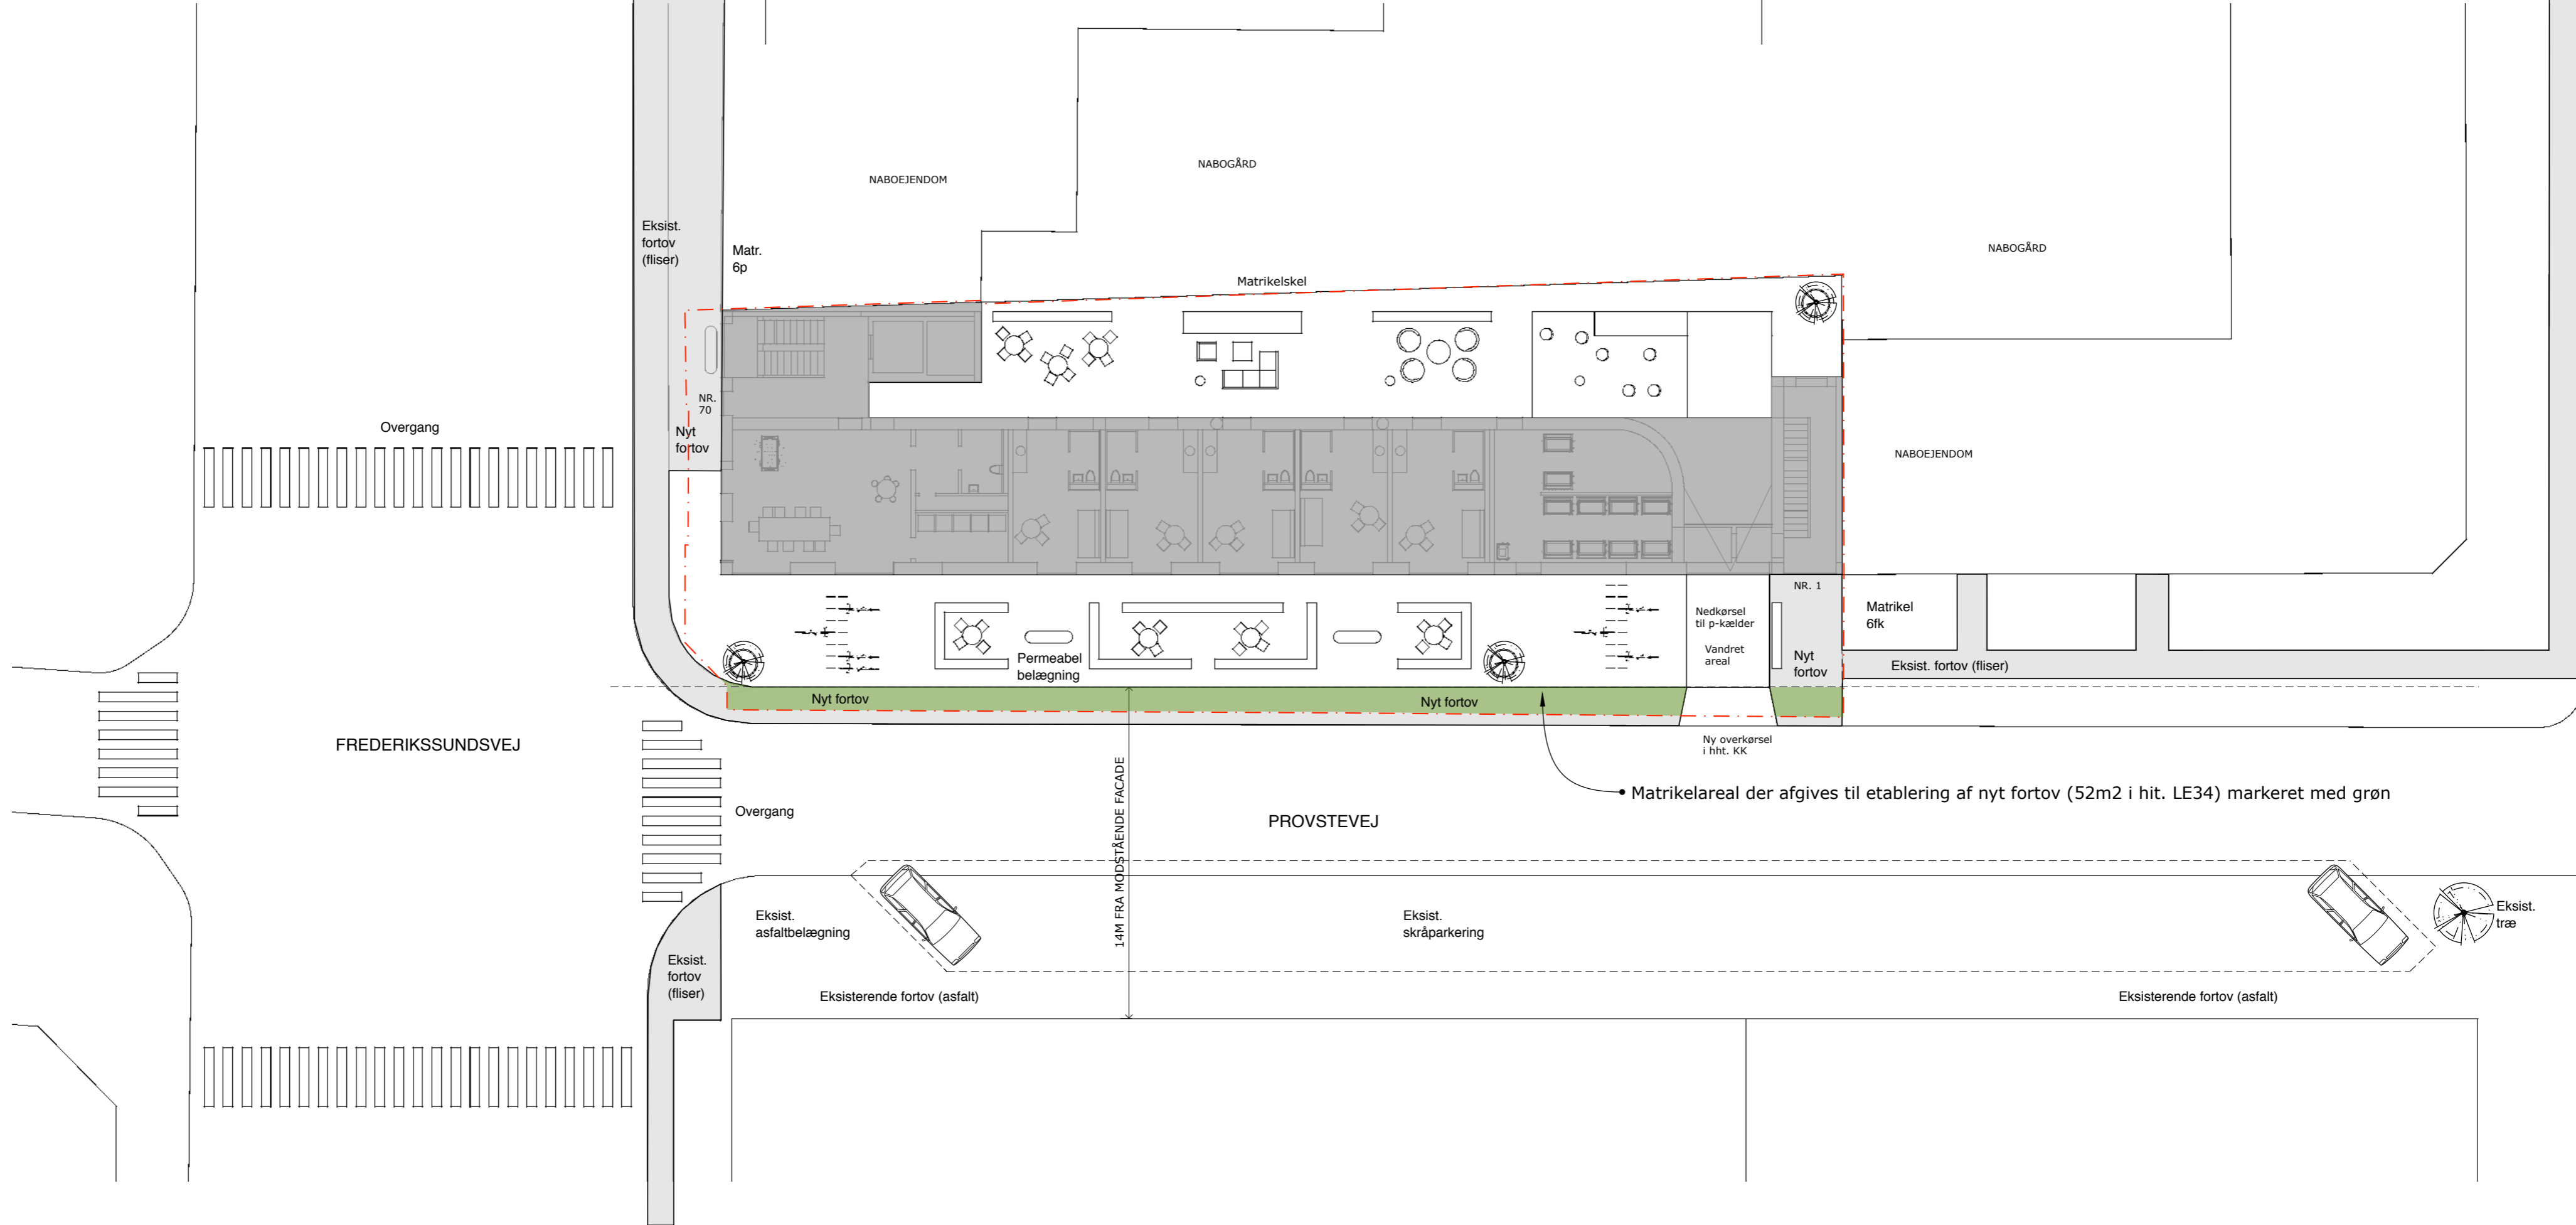 NABOGÅRD
NABOEJENDOM
Eksist.
fortov
(fliser)
Matr.
6p
NABOGÅRD
Matrikelskel
NR.
70
Nyt
fortov
Overgang
NABOEJENDOM
NR. 1
Nedkørsel
til p-kælder
Vandret
areal
Matrikel
6fk
Permeabel
belægning
Nyt
fortov
Eksist. fortov (fliser)
Nyt fortov
Nyt fortov
FREDERIKSSUNDSVEJ
Ny overkørsel
i hht. KK
Matrikelareal der afgives til etablering af nyt fortov (52m2 i hit. LE34) markeret med grøn
Overgang
PROVSTEVEJ
14M FRA MODSTÅENDE FACADE
Eksist.
asfaltbelægning
Eksist.
skråparkering
Eksist.
træ
Eksist.
fortov
(fliser)
Eksisterende fortov (asfalt)
Eksisterende fortov (asfalt)